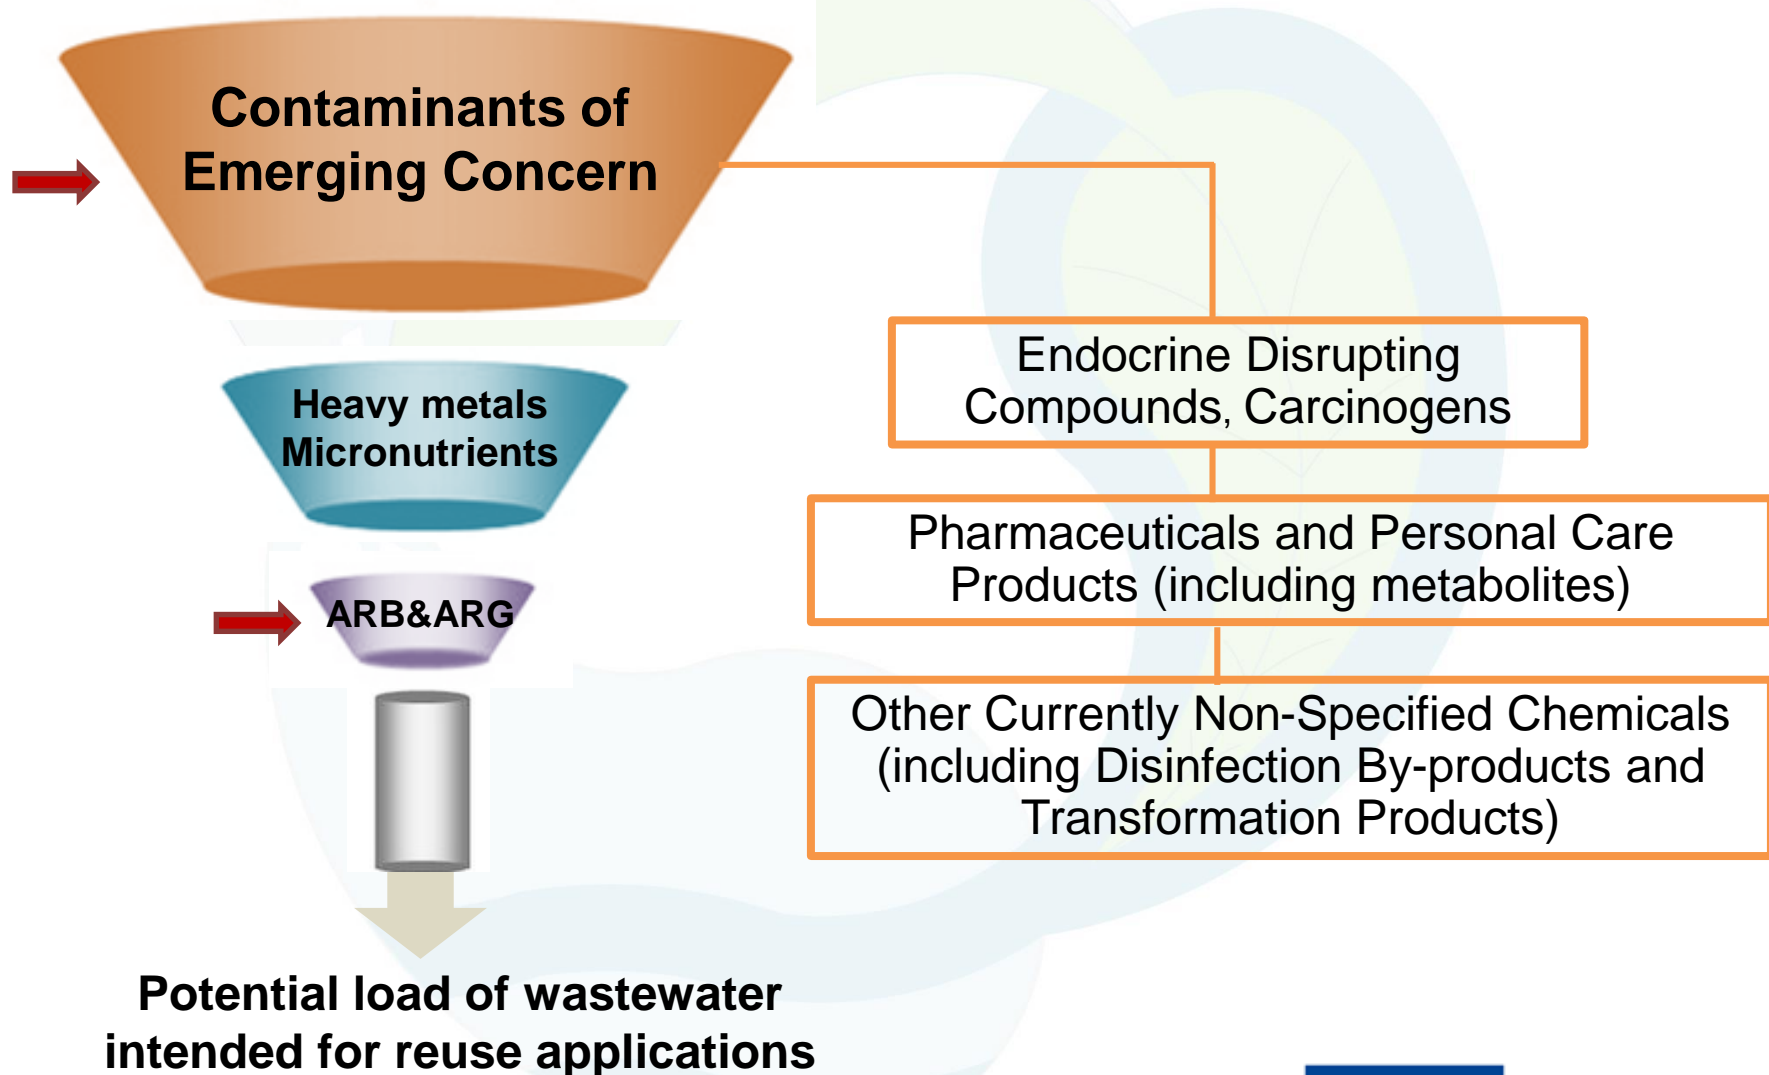 Contaminants of
Emerging Concern
Heavy metals
Micronutrients
ARB&ARG
Potential load of wastewater
intended for reuse applications
Endocrine Disrupting
Compounds, Carcinogens
Pharmaceuticals and Personal Care
Products (including metabolites)
Other Currently Non-Specified Chemicals
(including Disinfection By-products and
Transformation Products)